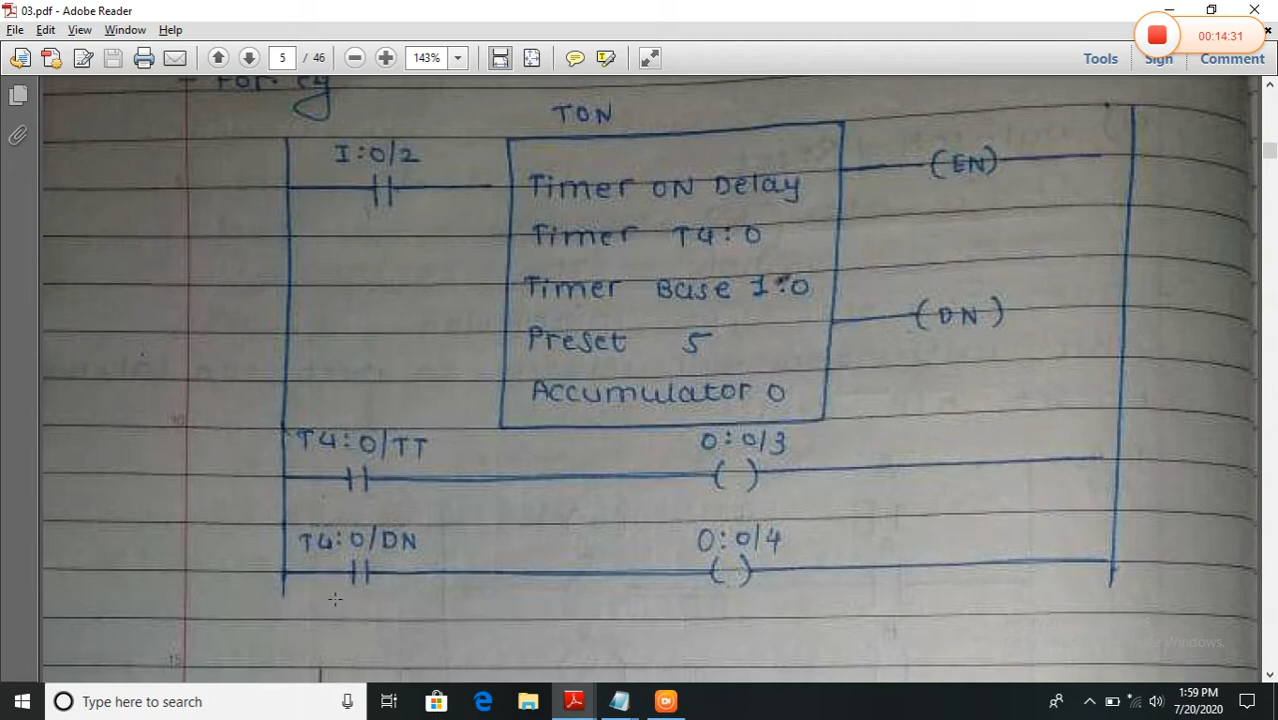 03.pdf - Adobe Reader
File Edit View Window Help
00:14:31
5 / 46 143% Tools Sign Comment
For
TON
I:0/2
Timer ON Delay
(EN)
Timer T4:0
Timer Base 1:0
(DN)
Preset 5
Accumulator 0
T4:0/TT O:0/3
( )
T4:0/DN O:0/4
( )
15
Windows.
Type here to search
1:59 PM
7/20/2020